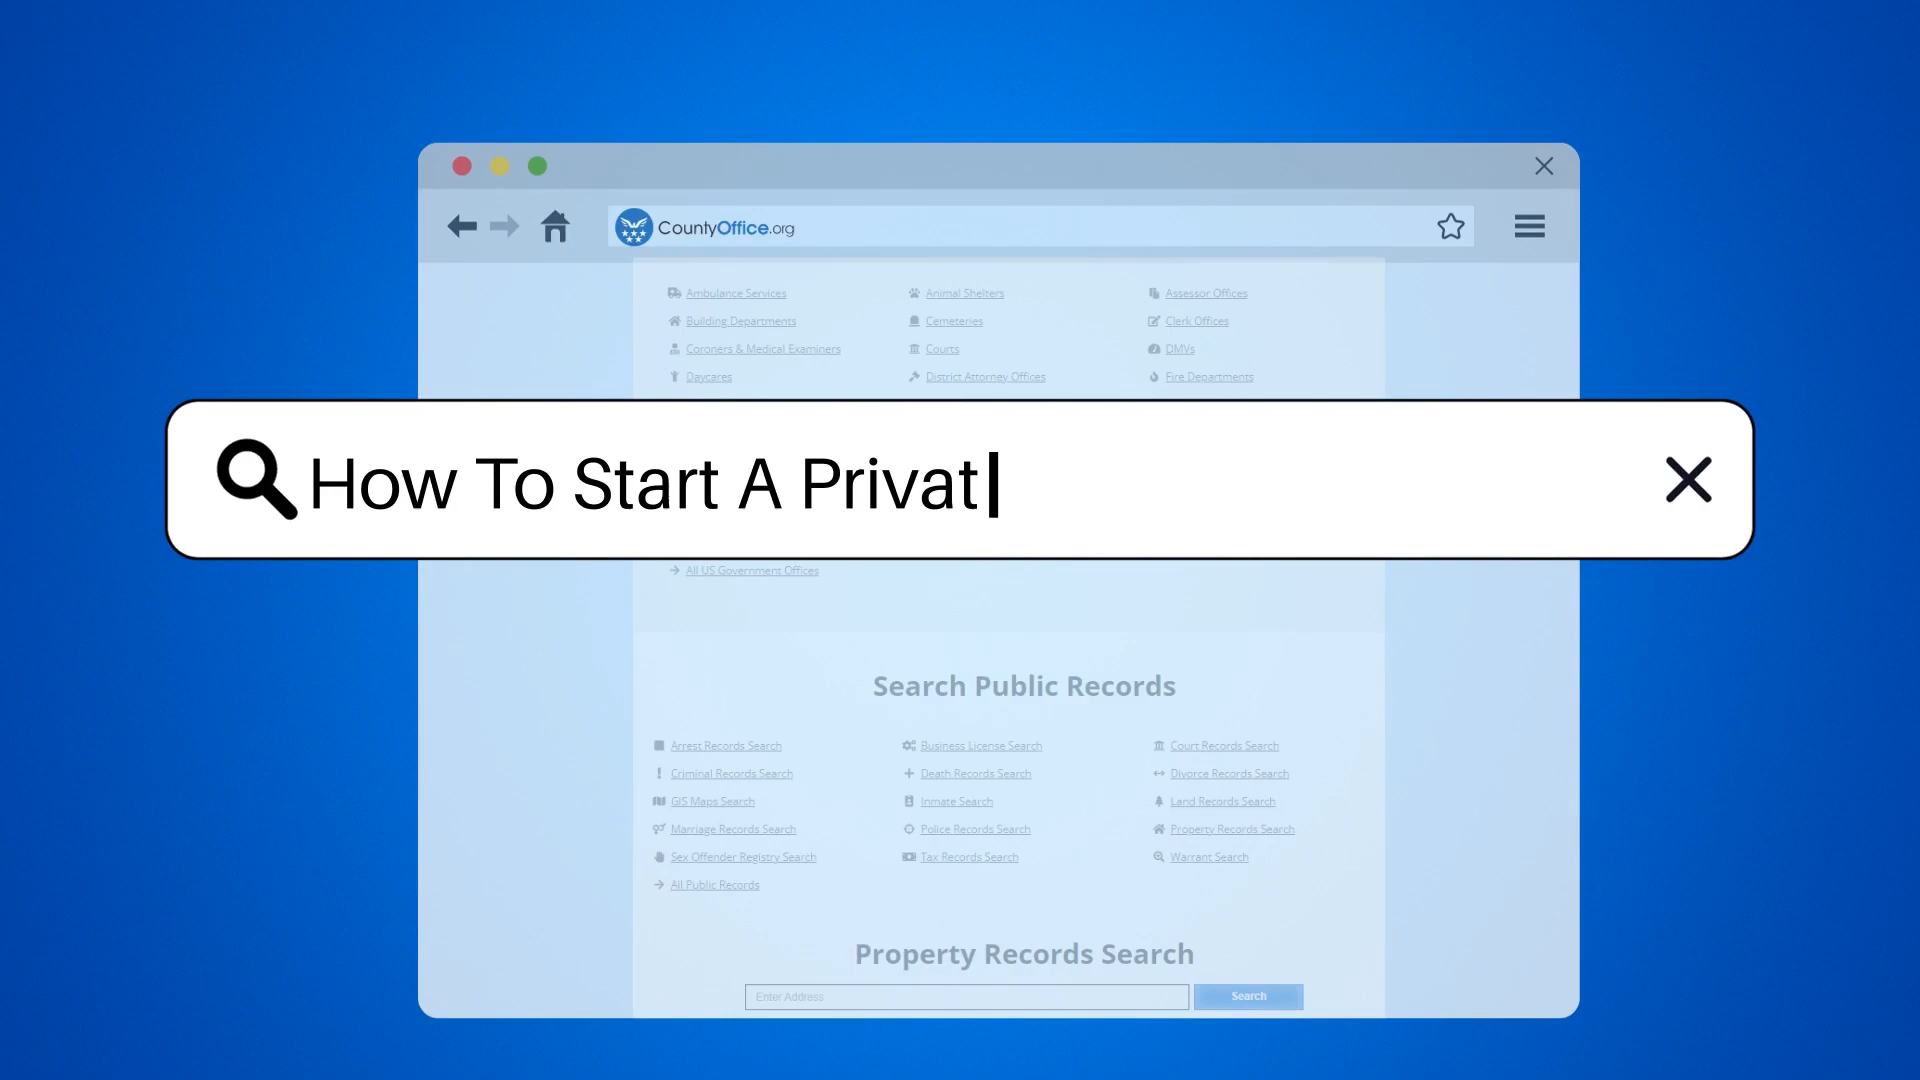 CountyOffice.org
Ambulance Services Animal Shelters Assessor Offices
Building Departments Cemeteries Clerk Offices
Coroners & Medical Examiners Courts DMVs
Daycares District Attorney Offices Fire Departments
How To Start A Privat
All US Government Offices
Search Public Records
Arrest Records Search Business License Search Court Records Search
Criminal Records Search Death Records Search Divorce Records Search
GIS Maps Search Inmate Search Land Records Search
Marriage Records Search Police Records Search Property Records Search
Sex Offender Registry Search Tax Records Search Warrant Search
All Public Records
Property Records Search
Enter Address Search